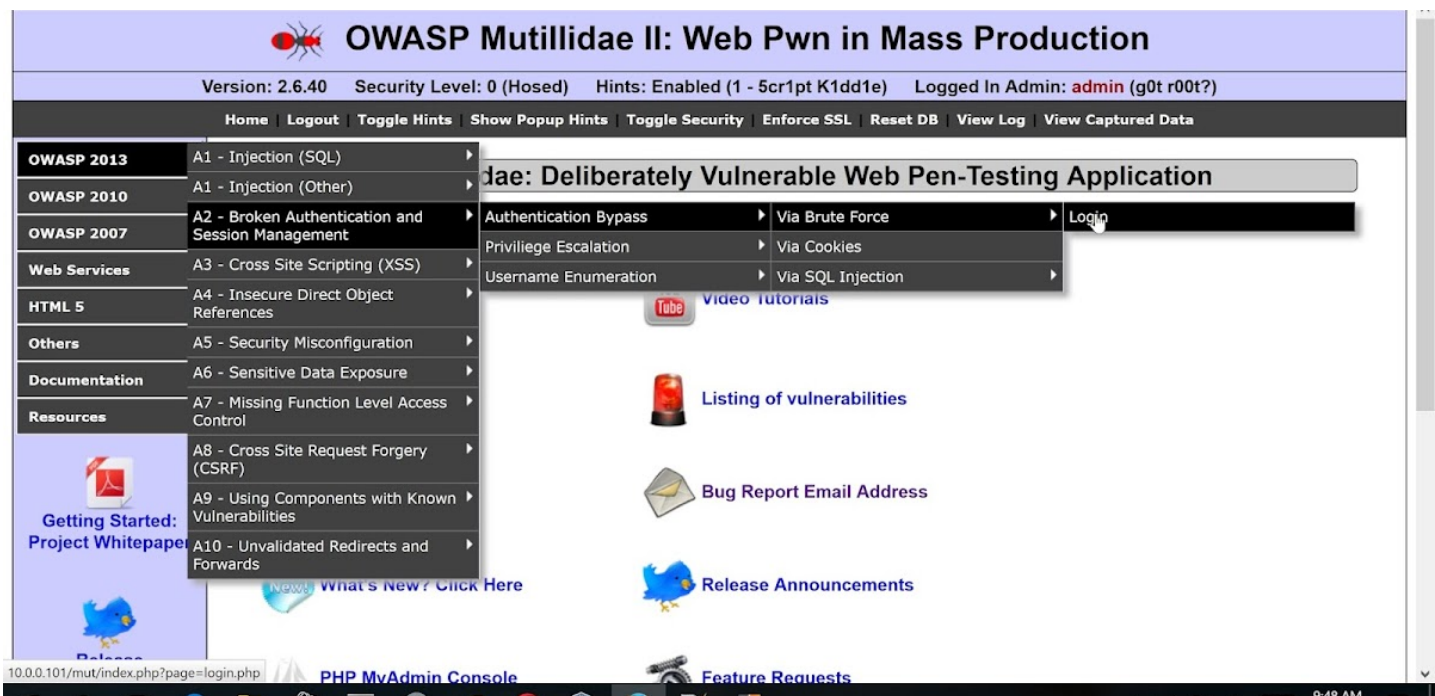 OWASP Mutillidae II: Web Pwn in Mass Production
Version: 2.6.40 Security Level: 0 (Hosed) Hints: Enabled (1 - 5cr1pt K1dd1e) Logged In Admin: admin (g0t r00t?)
Home Logout Toggle Hints Show Popup Hints Toggle Security Enforce SSL Reset DB View Log View Captured Data
OWASP 2013
OWASP 2010
OWASP 2007
Web Services
HTML 5
Others
Documentation
Resources
A1 - Injection (SQL)
A1 - Injection (Other)
A2 - Broken Authentication and
Session Management
A3 - Cross Site Scripting (XSS)
A4 - Insecure Direct Object
References
A5 - Security Misconfiguration
A6 - Sensitive Data Exposure
A7 - Missing Function Level Access
Control
A8 - Cross Site Request Forgery
(CSRF)
A9 - Using Components with Known
Vulnerabilities
A10 - Unvalidated Redirects and
Forwards
dae: Deliberately Vulnerable Web Pen-Testing Application
Authentication Bypass
Priviliege Escalation
Username Enumeration
Via Brute Force
Via Cookies
Via SQL Injection
Login
Tube
Video Tutorials
Listing of vulnerabilities
Bug Report Email Address
Getting Started:
Project Whitepaper
New!
What's New? Click Here
Release Announcements
Release
10.0.0.101/mut/index.php?page=login.php
PHP MyAdmin Console
Feature Requests
9:48 AM